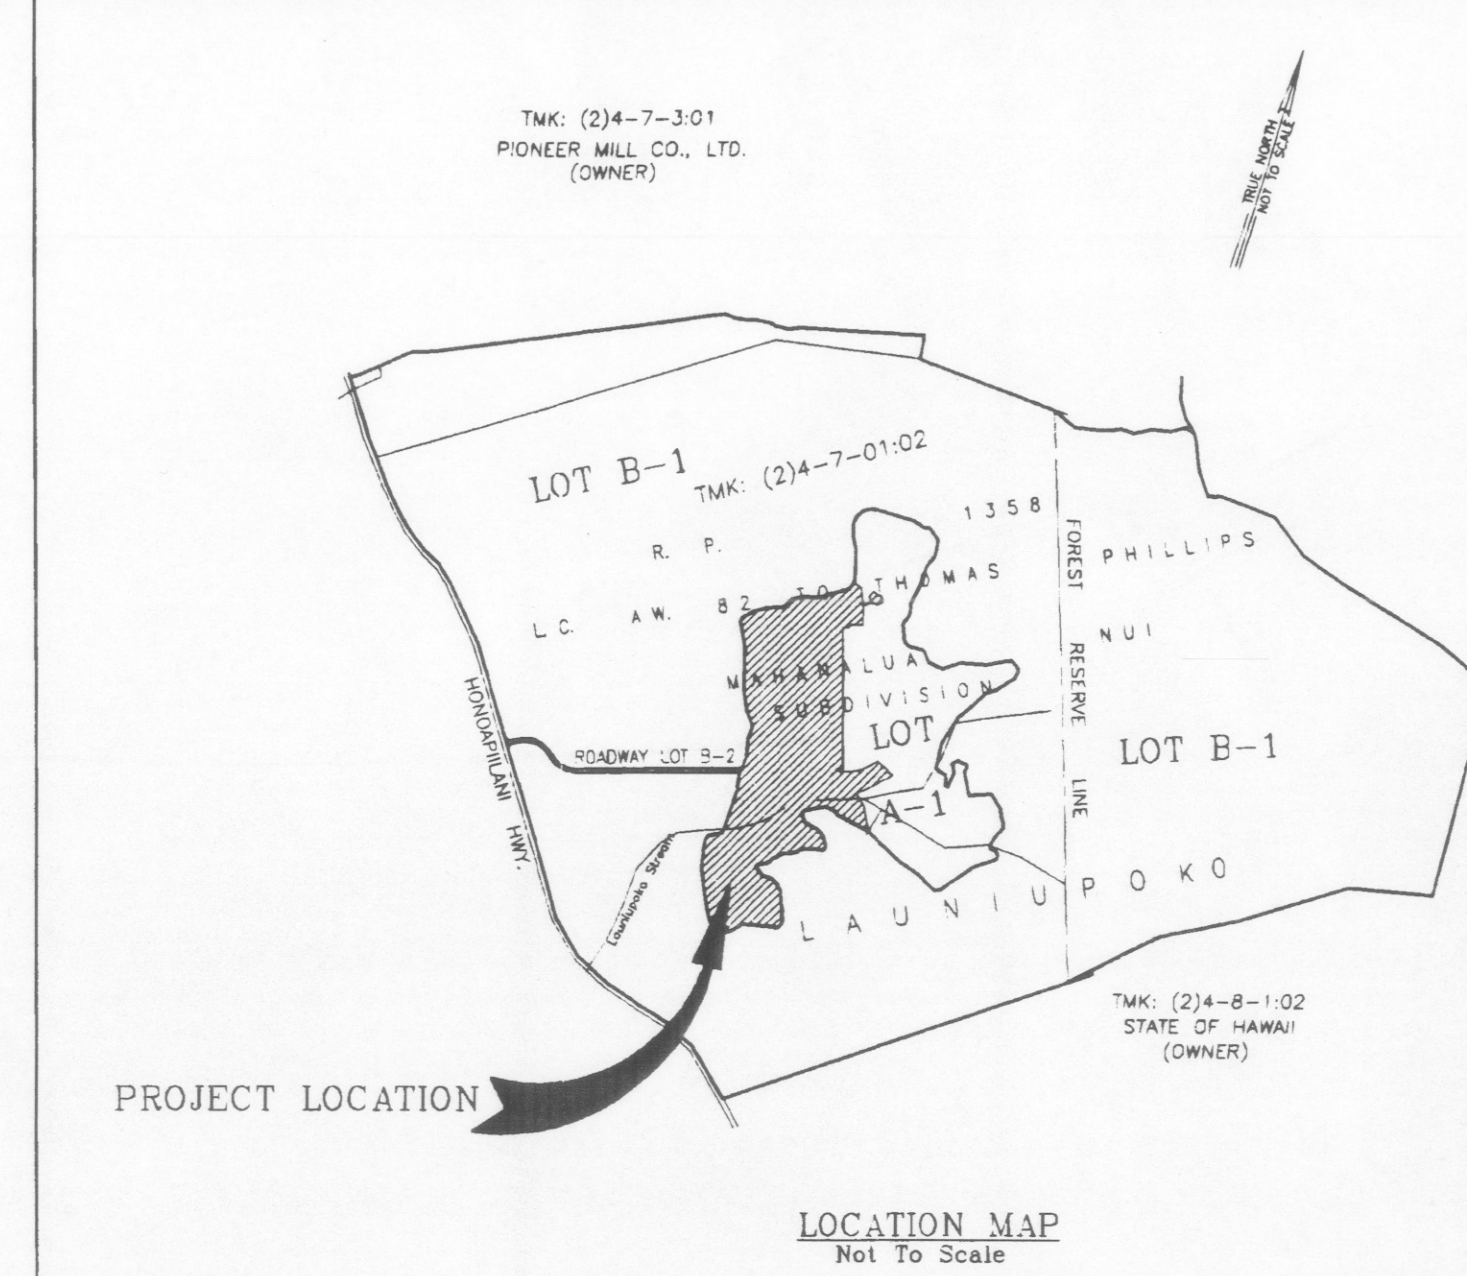 TMK: (2)4-7-3:01
PIONEER MILL CO., LTD.
(OWNER)
TRUE NORTH
NOT TO SCALE
LOT B-1
TMK: (2)4-7-01:02
R. P. 1358
L.C. AW. 82 TO THOMAS PHILLIPS
MAHANALUA NUI
SUBDIVISION
LOT A-1
FOREST RESERVE LINE
LOT B-1
ROADWAY LOT B-2
HONOAPIILANI HWY.
Launiupoko Stream
LAUNIUPOKO
TMK: (2)4-8-1:02
STATE OF HAWAII
(OWNER)
PROJECT LOCATION
LOCATION MAP
Not To Scale